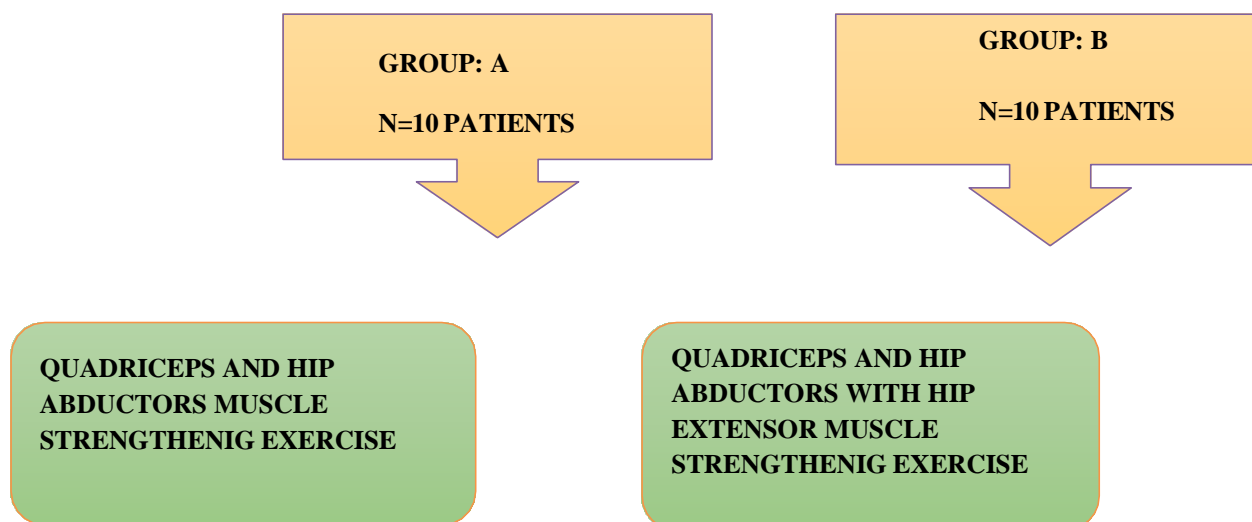 GROUP: A
N=10 PATIENTS
GROUP: B
N=10 PATIENTS
QUADRICEPS AND HIP
ABDUCTORS MUSCLE
STRENGTHENIG EXERCISE
QUADRICEPS AND HIP
ABDUCTORS WITH HIP
EXTENSOR MUSCLE
STRENGTHENIG EXERCISE